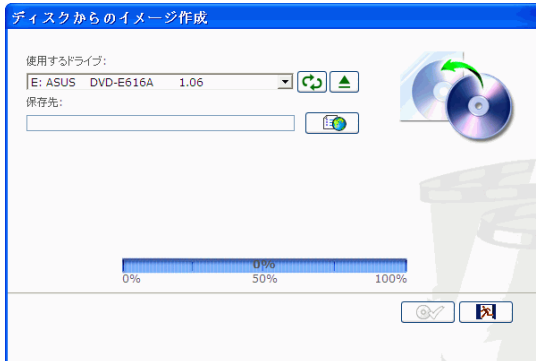 ディスクからのイメージ作成
使用するドライブ:
E: ASUS DVD-E616A 1.06
保存先:
0%
0% 50% 100%